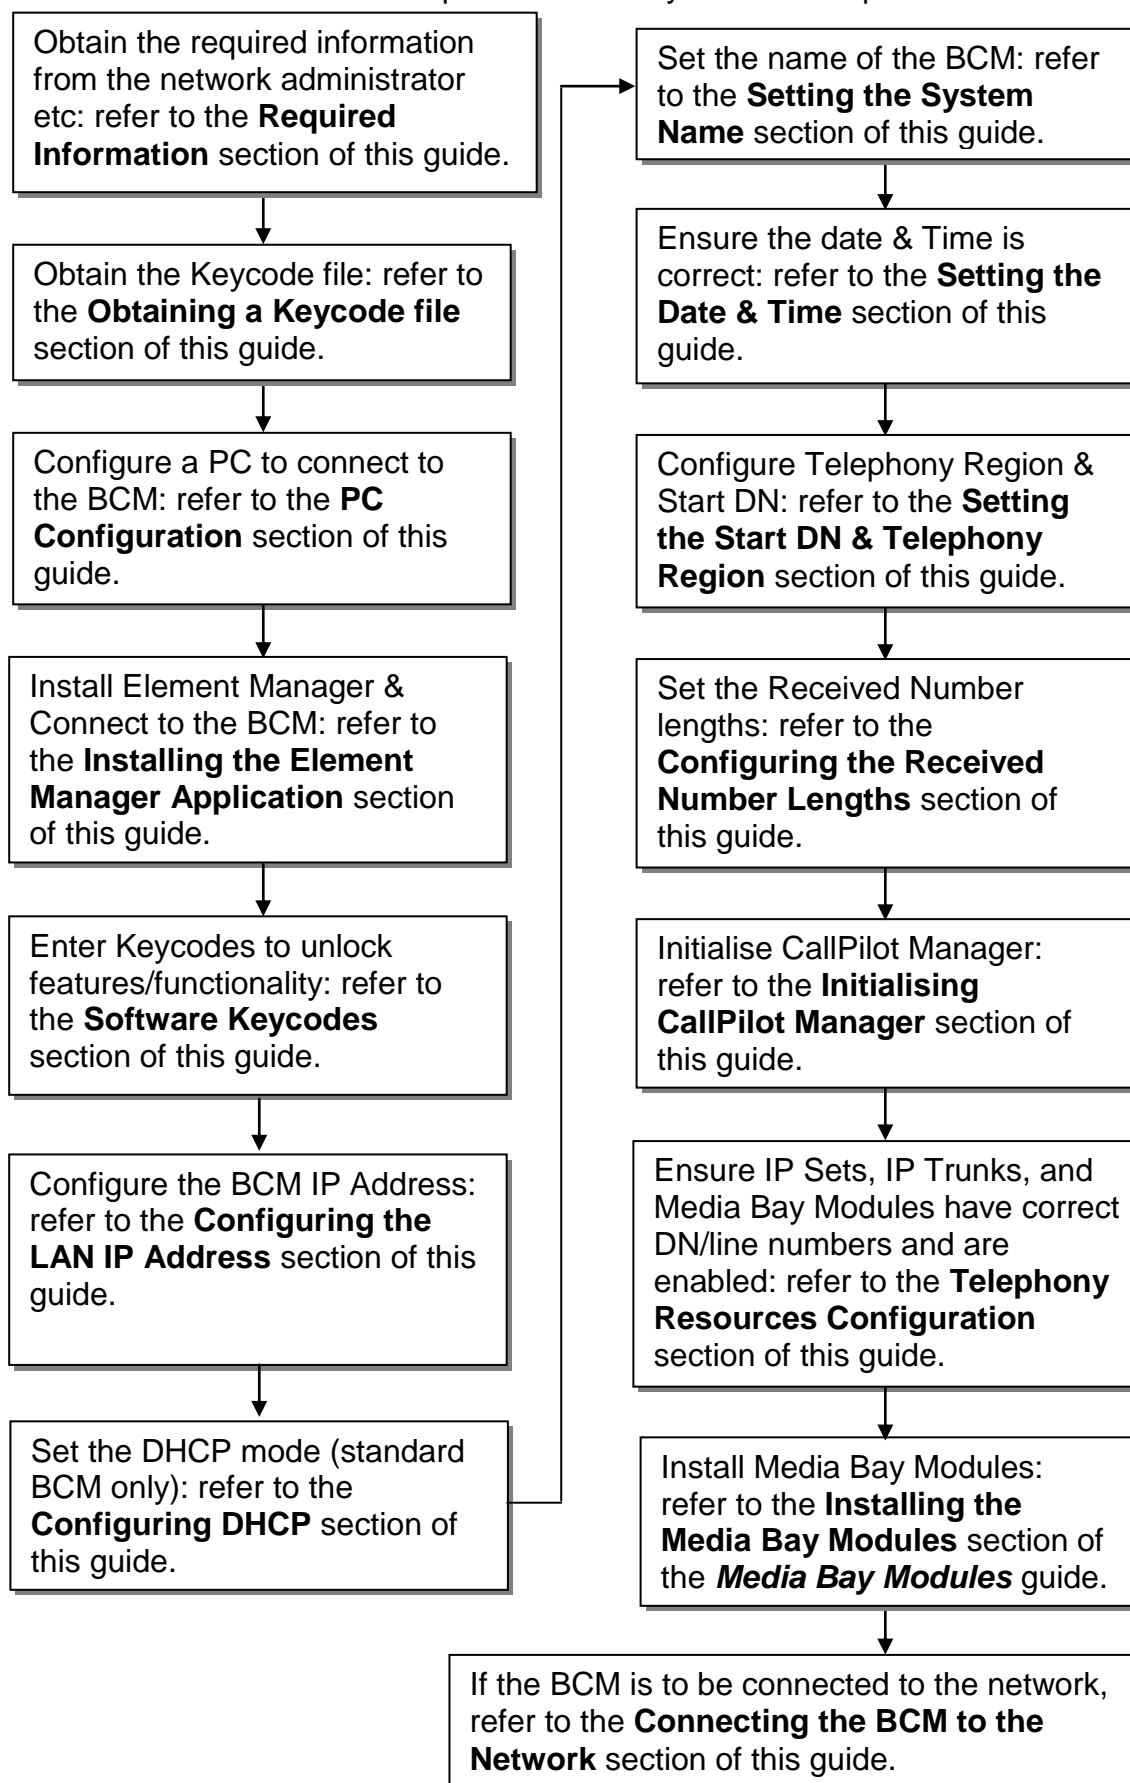 Obtain the required information
from the network administrator
etc: refer to the Required
Information section of this guide.
Obtain the Keycode file: refer to
the Obtaining a Keycode file
section of this guide.
Configure a PC to connect to
the BCM: refer to the PC
Configuration section of this
guide.
Install Element Manager &
Connect to the BCM: refer to
the Installing the Element
Manager Application section
of this guide.
Enter Keycodes to unlock
features/functionality: refer to
the Software Keycodes
section of this guide.
Configure the BCM IP Address:
refer to the Configuring the
LAN IP Address section of this
guide.
Set the DHCP mode (standard
BCM only): refer to the
Configuring DHCP section of
this guide.
Set the name of the BCM: refer
to the Setting the System
Name section of this guide.
Ensure the date & Time is
correct: refer to the Setting the
Date & Time section of this
guide.
Configure Telephony Region &
Start DN: refer to the Setting
the Start DN & Telephony
Region section of this guide.
Set the Received Number
lengths: refer to the
Configuring the Received
Number Lengths section of
this guide.
Initialise CallPilot Manager:
refer to the Initialising
CallPilot Manager section of
this guide.
Ensure IP Sets, IP Trunks, and
Media Bay Modules have correct
DN/line numbers and are
enabled: refer to the Telephony
Resources Configuration
section of this guide.
Install Media Bay Modules:
refer to the Installing the
Media Bay Modules section of
the Media Bay Modules guide.
If the BCM is to be connected to the network,
refer to the Connecting the BCM to the
Network section of this guide.